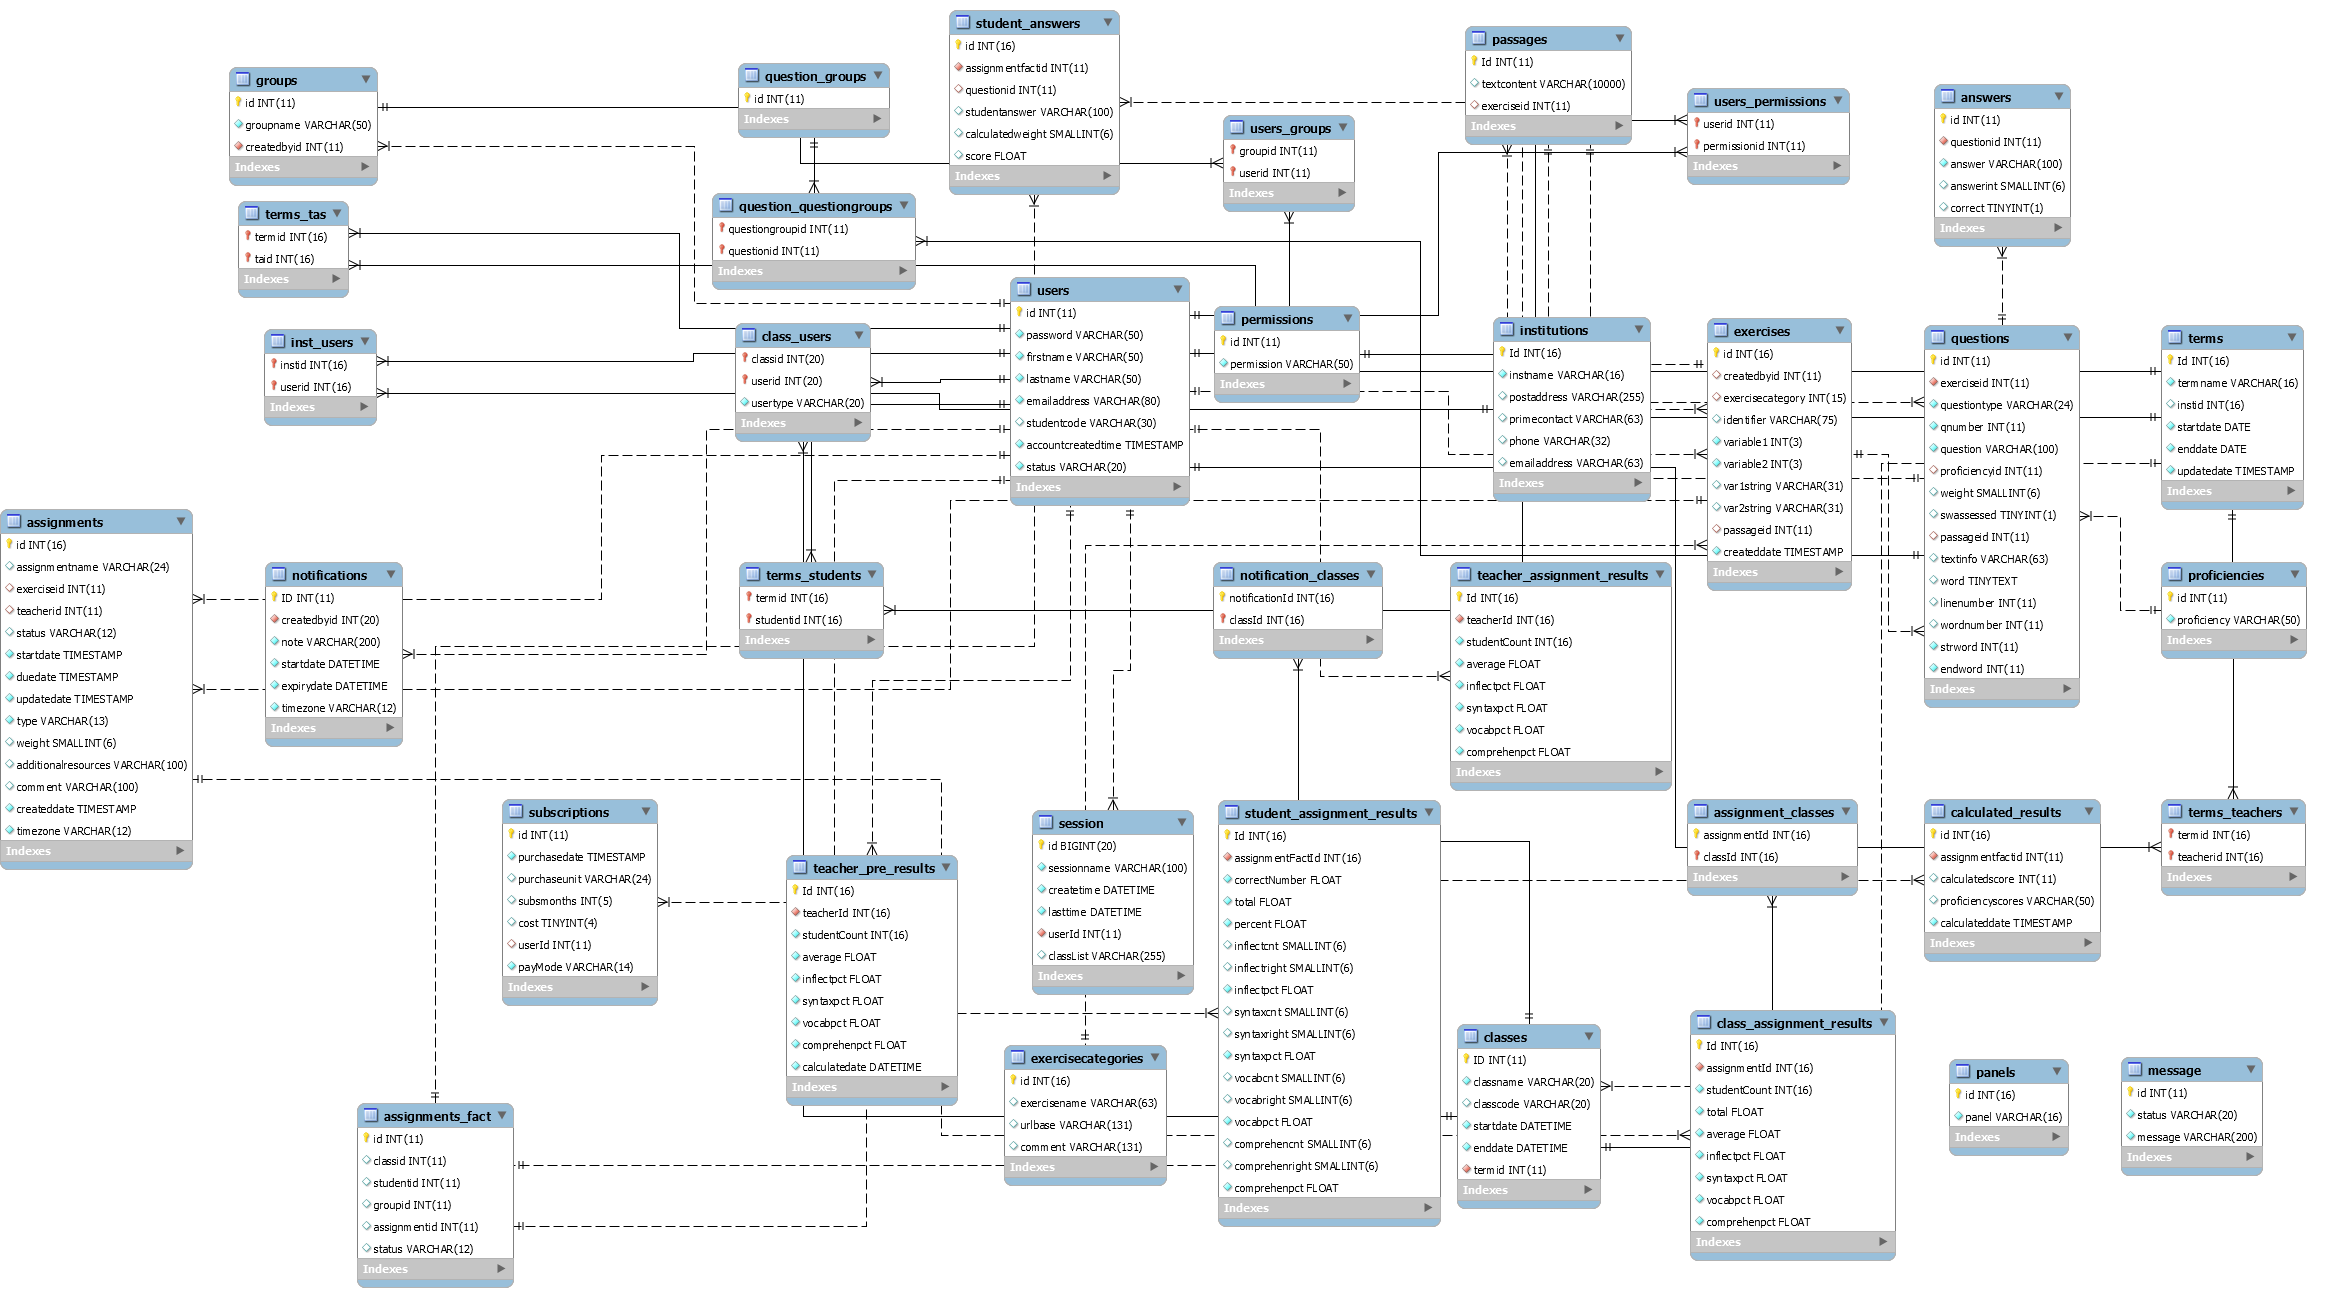 groups
id INT(11)
groupname VARCHAR(50)
createdbyid INT(11)
Indexes
question_groups
id INT(11)
Indexes
student_answers
id INT(16)
assignmentfactid INT(11)
questionid INT(11)
studentanswer VARCHAR(100)
calculatedweight SMALLINT(6)
score FLOAT
Indexes
passages
Id INT(11)
textcontent VARCHAR(10000)
exerciseid INT(11)
Indexes
users_permissions
userid INT(11)
permissionid INT(11)
Indexes
answers
id INT(11)
questionid INT(11)
answer VARCHAR(100)
answerint SMALLINT(6)
correct TINYINT(1)
Indexes
users_groups
groupid INT(11)
userid INT(11)
Indexes
terms_tas
termid INT(16)
taid INT(16)
Indexes
question_questiongroups
questiongroupid INT(11)
questionid INT(11)
Indexes
users
id INT(11)
password VARCHAR(50)
firstname VARCHAR(50)
lastname VARCHAR(50)
emailaddress VARCHAR(80)
studentcode VARCHAR(30)
accountcreatedtime TIMESTAMP
status VARCHAR(20)
Indexes
permissions
id INT(11)
permission VARCHAR(50)
Indexes
inst_users
instid INT(16)
userid INT(16)
Indexes
class_users
classid INT(20)
userid INT(20)
usertype VARCHAR(20)
Indexes
institutions
Id INT(16)
instname VARCHAR(16)
postaddress VARCHAR(255)
primecontact VARCHAR(63)
phone VARCHAR(32)
emailaddress VARCHAR(63)
Indexes
exercises
id INT(16)
createdbyid INT(11)
exercisecategory INT(15)
identifier VARCHAR(75)
variable1 INT(3)
variable2 INT(3)
var1string VARCHAR(31)
var2string VARCHAR(31)
passageid INT(11)
createddate TIMESTAMP
Indexes
questions
id INT(11)
exerciseid INT(11)
questiontype VARCHAR(24)
qnumber INT(11)
question VARCHAR(100)
proficiencyid INT(11)
weight SMALLINT(6)
swassessed TINYINT(1)
passageid INT(11)
textinfo VARCHAR(63)
word TINYTEXT
linenumber INT(11)
wordnumber INT(11)
strword INT(11)
endword INT(11)
Indexes
terms
Id INT(16)
termname VARCHAR(16)
instid INT(16)
startdate DATE
enddate DATE
updatedate TIMESTAMP
Indexes
assignments
id INT(16)
assignmentname VARCHAR(24)
exerciseid INT(11)
teacherid INT(11)
status VARCHAR(12)
startdate TIMESTAMP
duedate TIMESTAMP
updatedate TIMESTAMP
type VARCHAR(13)
weight SMALLINT(6)
additionalresources VARCHAR(100)
comment VARCHAR(100)
createddate TIMESTAMP
timezone VARCHAR(12)
Indexes
notifications
ID INT(11)
createdbyid INT(20)
note VARCHAR(200)
startdate DATETIME
expirydate DATETIME
timezone VARCHAR(12)
Indexes
terms_students
termid INT(16)
studentid INT(16)
Indexes
notification_classes
notificationId INT(16)
classId INT(16)
Indexes
teacher_assignment_results
Id INT(16)
teacherId INT(16)
studentCount INT(16)
average FLOAT
inflectpct FLOAT
syntaxpct FLOAT
vocabpct FLOAT
comprehenpct FLOAT
Indexes
proficiencies
id INT(11)
proficiency VARCHAR(50)
Indexes
subscriptions
id INT(11)
purchasedate TIMESTAMP
purchaseunit VARCHAR(24)
subsmonths INT(5)
cost TINYINT(4)
userId INT(11)
payMode VARCHAR(14)
Indexes
teacher_pre_results
Id INT(16)
teacherId INT(16)
studentCount INT(16)
average FLOAT
inflectpct FLOAT
syntaxpct FLOAT
vocabpct FLOAT
comprehenpct FLOAT
calculatedate DATETIME
Indexes
session
id BIGINT(20)
sessionname VARCHAR(100)
createtime DATETIME
lasttime DATETIME
userId INT(11)
classList VARCHAR(255)
Indexes
student_assignment_results
Id INT(16)
assignmentFactId INT(16)
correctNumber FLOAT
total FLOAT
percent FLOAT
inflectcnt SMALLINT(6)
inflectright SMALLINT(6)
inflectpct FLOAT
syntaxcnt SMALLINT(6)
syntaxright SMALLINT(6)
syntaxpct FLOAT
vocabcnt SMALLINT(6)
vocabright SMALLINT(6)
vocabpct FLOAT
comprehencnt SMALLINT(6)
comprehenright SMALLINT(6)
comprehenpct FLOAT
Indexes
assignment_classes
assignmentId INT(16)
classId INT(16)
Indexes
calculated_results
id INT(16)
assignmentfactid INT(11)
calculatedscore INT(11)
proficiencyscores VARCHAR(50)
calculateddate TIMESTAMP
Indexes
terms_teachers
termid INT(16)
teacherid INT(16)
Indexes
assignments_fact
id INT(11)
classid INT(11)
studentid INT(11)
groupid INT(11)
assignmentid INT(11)
status VARCHAR(12)
Indexes
exercisecategories
id INT(16)
exercisename VARCHAR(63)
urlbase VARCHAR(131)
comment VARCHAR(131)
Indexes
classes
ID INT(11)
classname VARCHAR(20)
classcode VARCHAR(20)
startdate DATETIME
enddate DATETIME
termid INT(11)
Indexes
class_assignment_results
Id INT(16)
assignmentId INT(16)
studentCount INT(16)
total FLOAT
average FLOAT
inflectpct FLOAT
syntaxpct FLOAT
vocabpct FLOAT
comprehenpct FLOAT
Indexes
panels
id INT(16)
panel VARCHAR(16)
Indexes
message
id INT(11)
status VARCHAR(20)
message VARCHAR(200)
Indexes